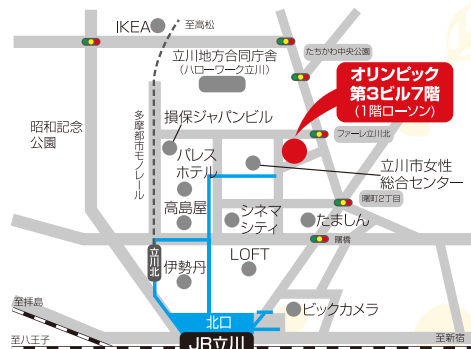 IKEA
至高松
立川地方合同庁舎
(ハローワーク立川)
たちかわ中央公園
オリンピック
第3ビル7階
(1階ローソン)
昭和記念
公園
多摩都市モノレール
損保ジャパンビル
ファーレ立川北
パレス
ホテル
立川市女性
総合センター
高島屋
シネマ
シティ
曙町2丁目
たましん
曙橋
立川北
伊勢丹
LOFT
至拝島
北口
ビックカメラ
至八王子
JR立川
至新宿